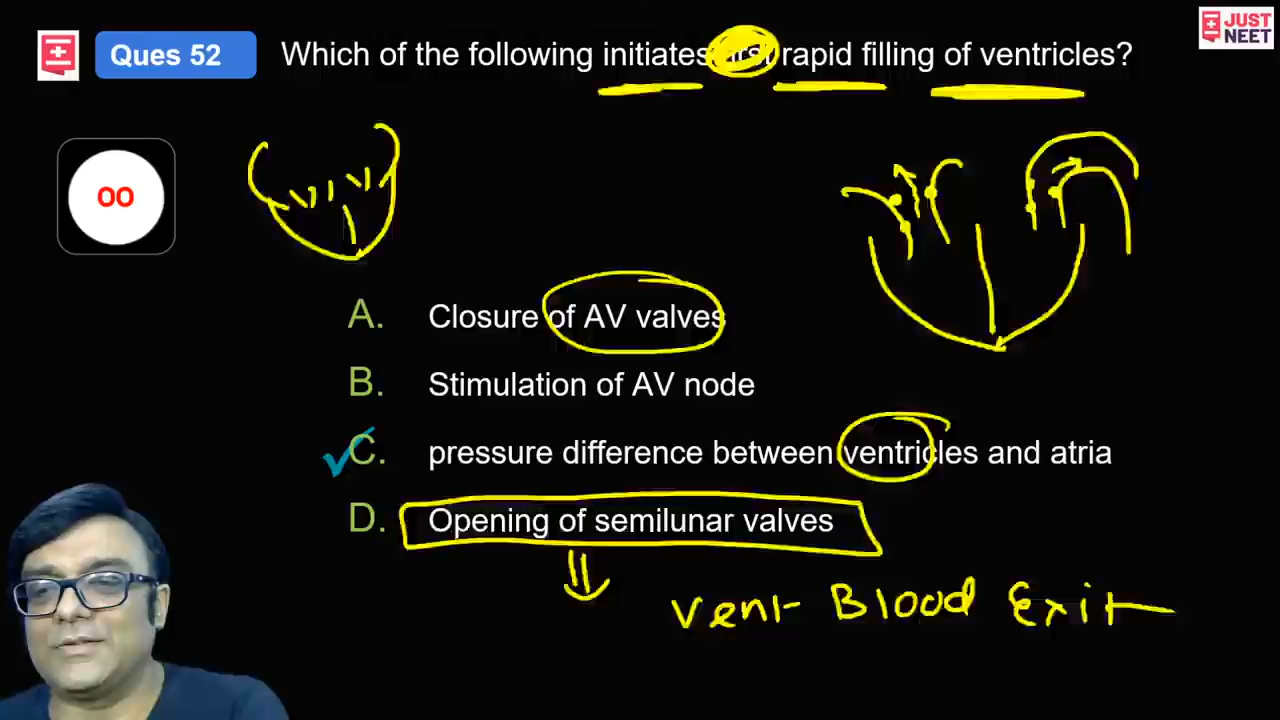 JUST
NEET
Ques 52
Which of the following initiates first rapid filling of ventricles?
00
A. Closure of AV valves
B. Stimulation of AV node
C. pressure difference between ventricles and atria
D. Opening of semilunar valves
Vent Blood Exit